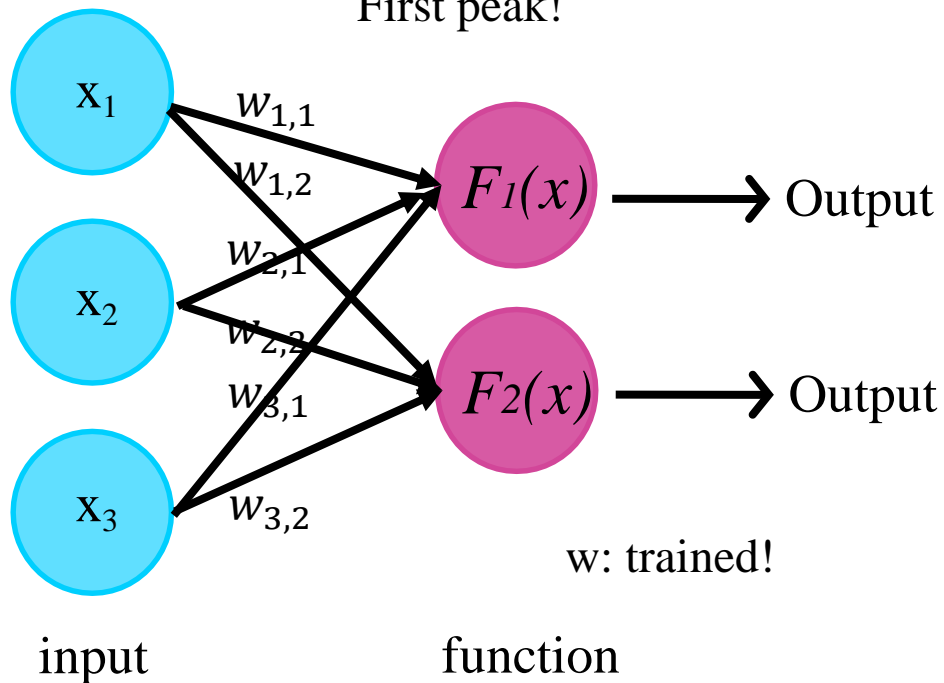 First peak!
x₁
w₁,₁
w₁,₂
F₁(x)
Output
w₂,₁
x₂
w₂,₂
w₃,₁
F₂(x)
Output
x₃
w₃,₂
w: trained!
input
function